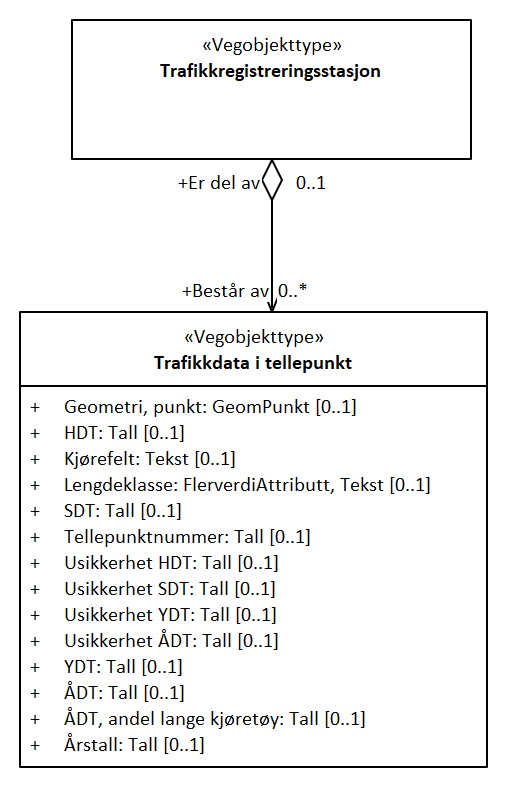 «Vegobjekttype»
Trafikkregistreringsstasjon
+Er del av 0..1
+Består av 0..*
«Vegobjekttype»
Trafikkdata i tellepunkt
+ Geometri, punkt: GeomPunkt [0..1]
+ HDT: Tall [0..1]
+ Kjørefelt: Tekst [0..1]
+ Lengdeklasse: FlerverdiAttributt, Tekst [0..1]
+ SDT: Tall [0..1]
+ Tellepunktnummer: Tall [0..1]
+ Usikkerhet HDT: Tall [0..1]
+ Usikkerhet SDT: Tall [0..1]
+ Usikkerhet YDT: Tall [0..1]
+ Usikkerhet ÅDT: Tall [0..1]
+ YDT: Tall [0..1]
+ ÅDT: Tall [0..1]
+ ÅDT, andel lange kjøretøy: Tall [0..1]
+ Årstall: Tall [0..1]